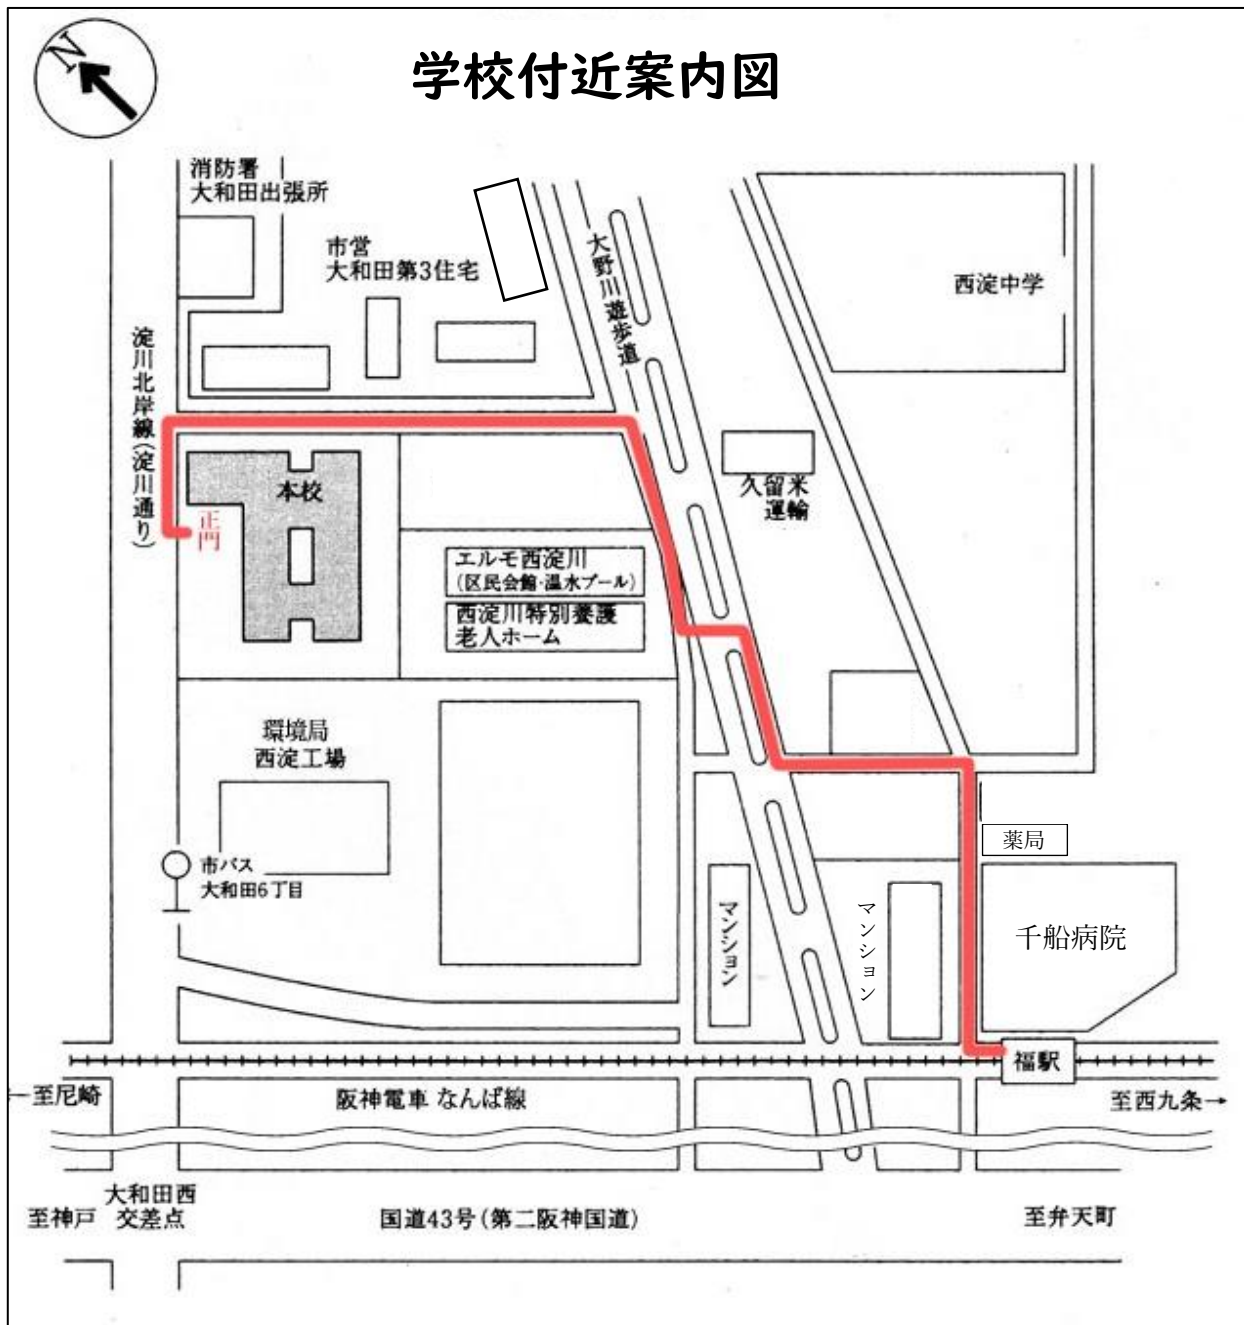 N
学校付近案内図
消防署
大和田出張所
市営
大和田第3住宅
大野川遊歩道
西淀中学
淀川北岸線(淀川通り)
本校
正門
久留米
運輸
エルモ西淀川
(区民会館・温水プール)
西淀川特別養護
老人ホーム
環境局
西淀工場
市バス
大和田6丁目
薬局
マンション
マンション
千船病院
福駅
←至尼崎
阪神電車 なんば線
至西九条→
大和田西
交差点
至神戸
国道43号(第二阪神国道)
至弁天町